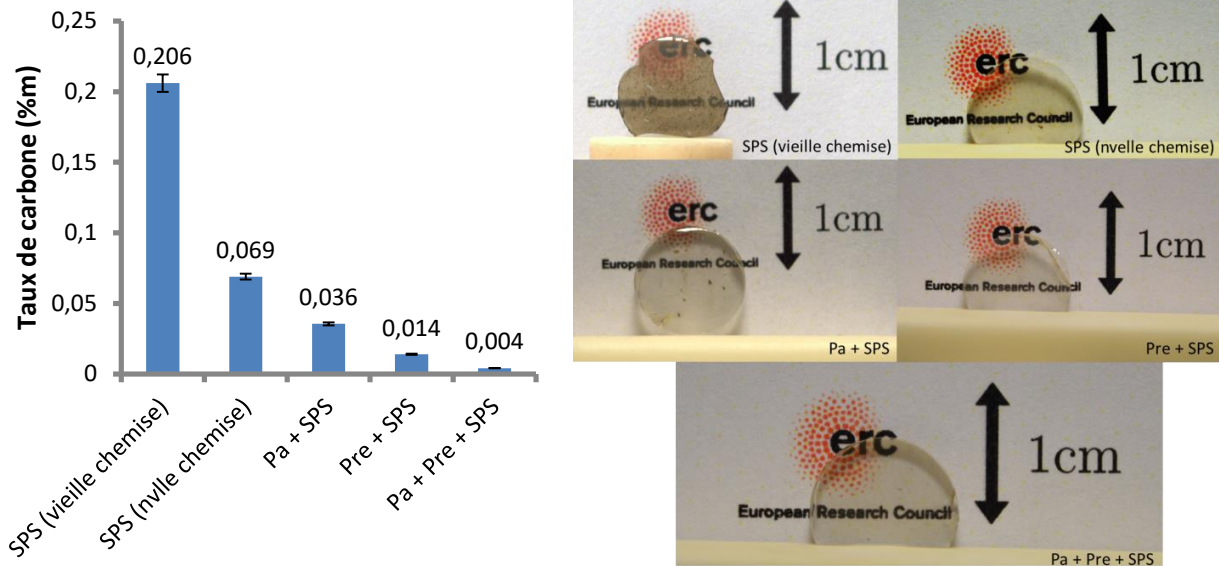 0,25
0,2
0,15
0,1
0,05
0
Taux de carbone (%m)
0,206
0,069
0,036
0,014
0,004
SPS (vieille chemise)
SPS (nvlle chemise)
Pa + SPS
Pre + SPS
Pa + Pre + SPS
erc
European Research Council
1cm
SPS (vieille chemise)
erc
European Research Council
1cm
SPS (nvelle chemise)
erc
European Research Council
1cm
Pa + SPS
erc
European Research Council
1cm
Pre + SPS
erc
European Research Council
1cm
Pa + Pre + SPS